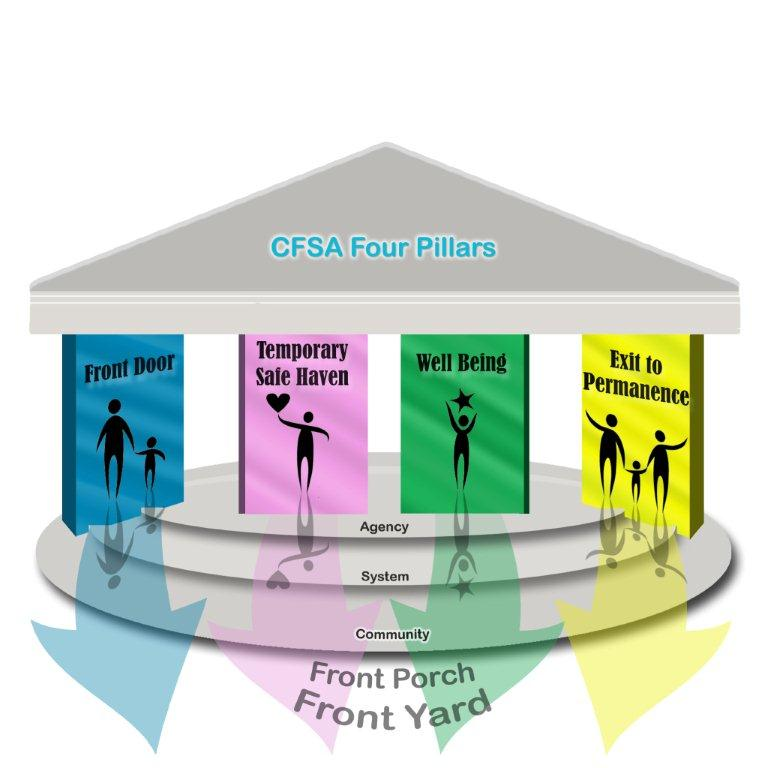 CFSA Four Pillars
Front Door
Temporary
Safe Haven
Well Being
Exit to
Permanence
Agency
System
Community
Front Porch
Front Yard